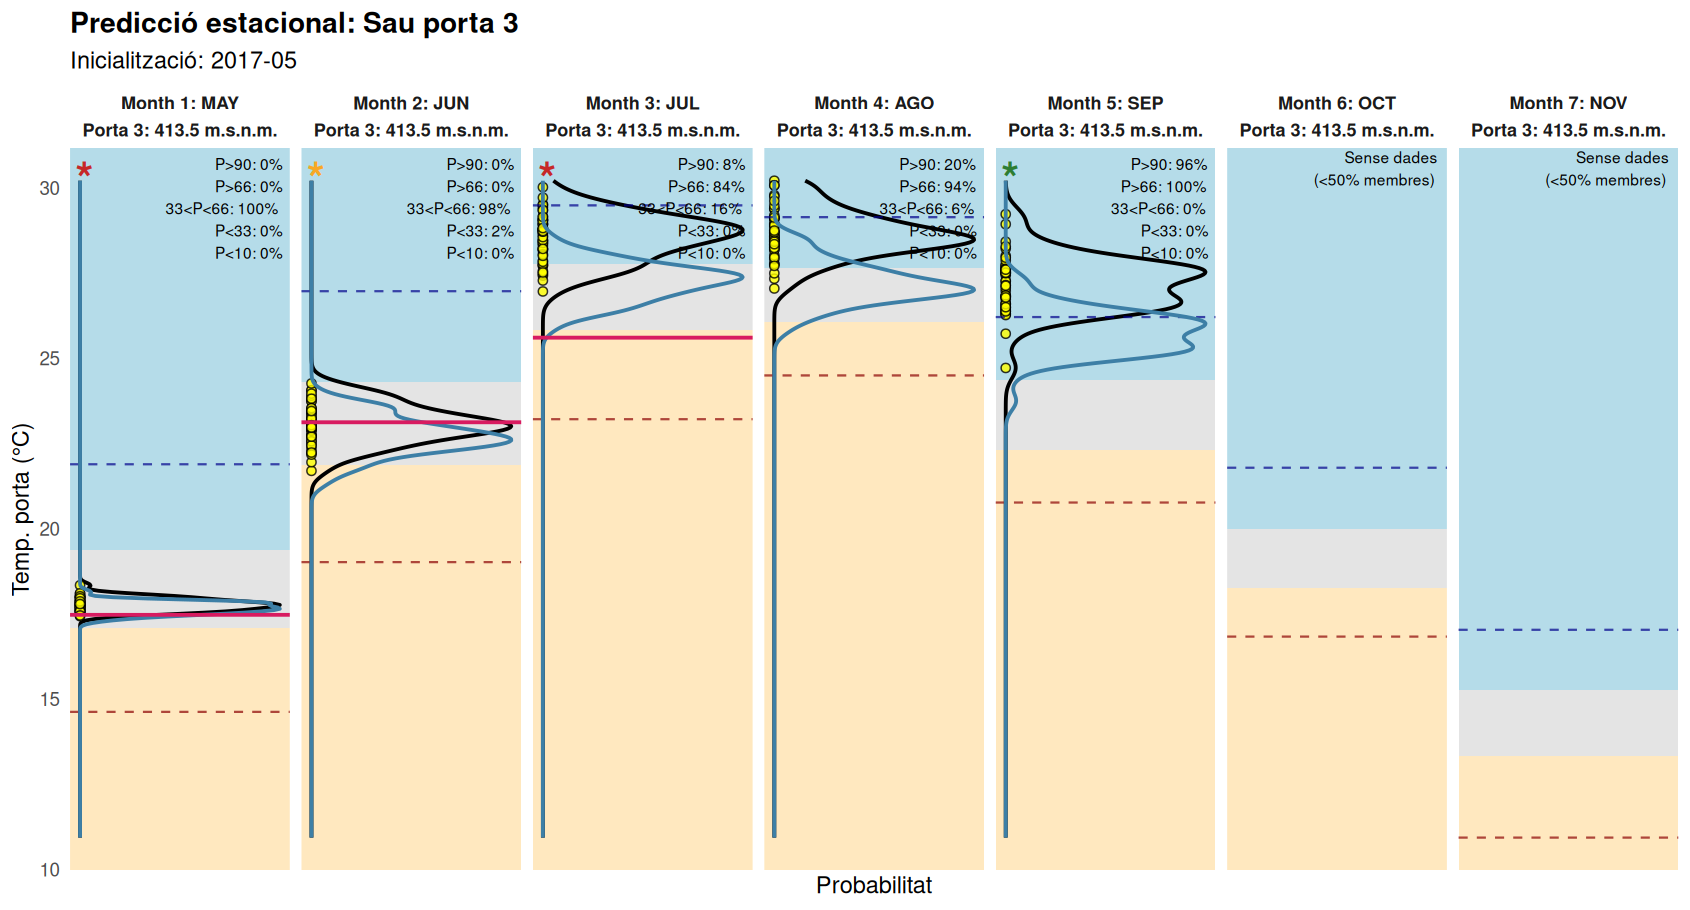 Predicció estacional: Sau porta 3
Inicialització: 2017-05
Month 1: MAY
Porta 3: 413.5 m.s.n.m.
Month 2: JUN
Porta 3: 413.5 m.s.n.m.
Month 3: JUL
Porta 3: 413.5 m.s.n.m.
Month 4: AGO
Porta 3: 413.5 m.s.n.m.
Month 5: SEP
Porta 3: 413.5 m.s.n.m.
Month 6: OCT
Porta 3: 413.5 m.s.n.m.
Month 7: NOV
Porta 3: 413.5 m.s.n.m.
P>90: 0%
P>66: 0%
33<P<66: 100%
P<33: 0%
P<10: 0%
P>90: 0%
P>66: 0%
33<P<66: 98%
P<33: 2%
P<10: 0%
P>90: 8%
P>66: 84%
33<P<66: 16%
P<33: 0%
P<10: 0%
P>90: 20%
P>66: 94%
33<P<66: 6%
P<33: 0%
P<10: 0%
P>90: 96%
P>66: 100%
33<P<66: 0%
P<33: 0%
P<10: 0%
Sense dades
(<50% membres)
Sense dades
(<50% membres)
Temp. porta (°C)
30
25
20
15
10
Probabilitat